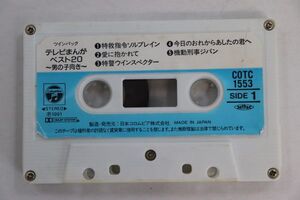 ツインパック
テレビまんが
ベスト20
〜男の子向き〜
①特救指令ソルブレイン
②愛に抱かれて
③特警ウインスペクター
④今日のおれからあしたの君へ
⑤機動刑事ジバン
COTC
1553
SIDE 1
STEREO
Ⓟ1991
DOLBY SYSTEM
製造・発売元：日本コロムビア株式会社 MADE IN JAPAN